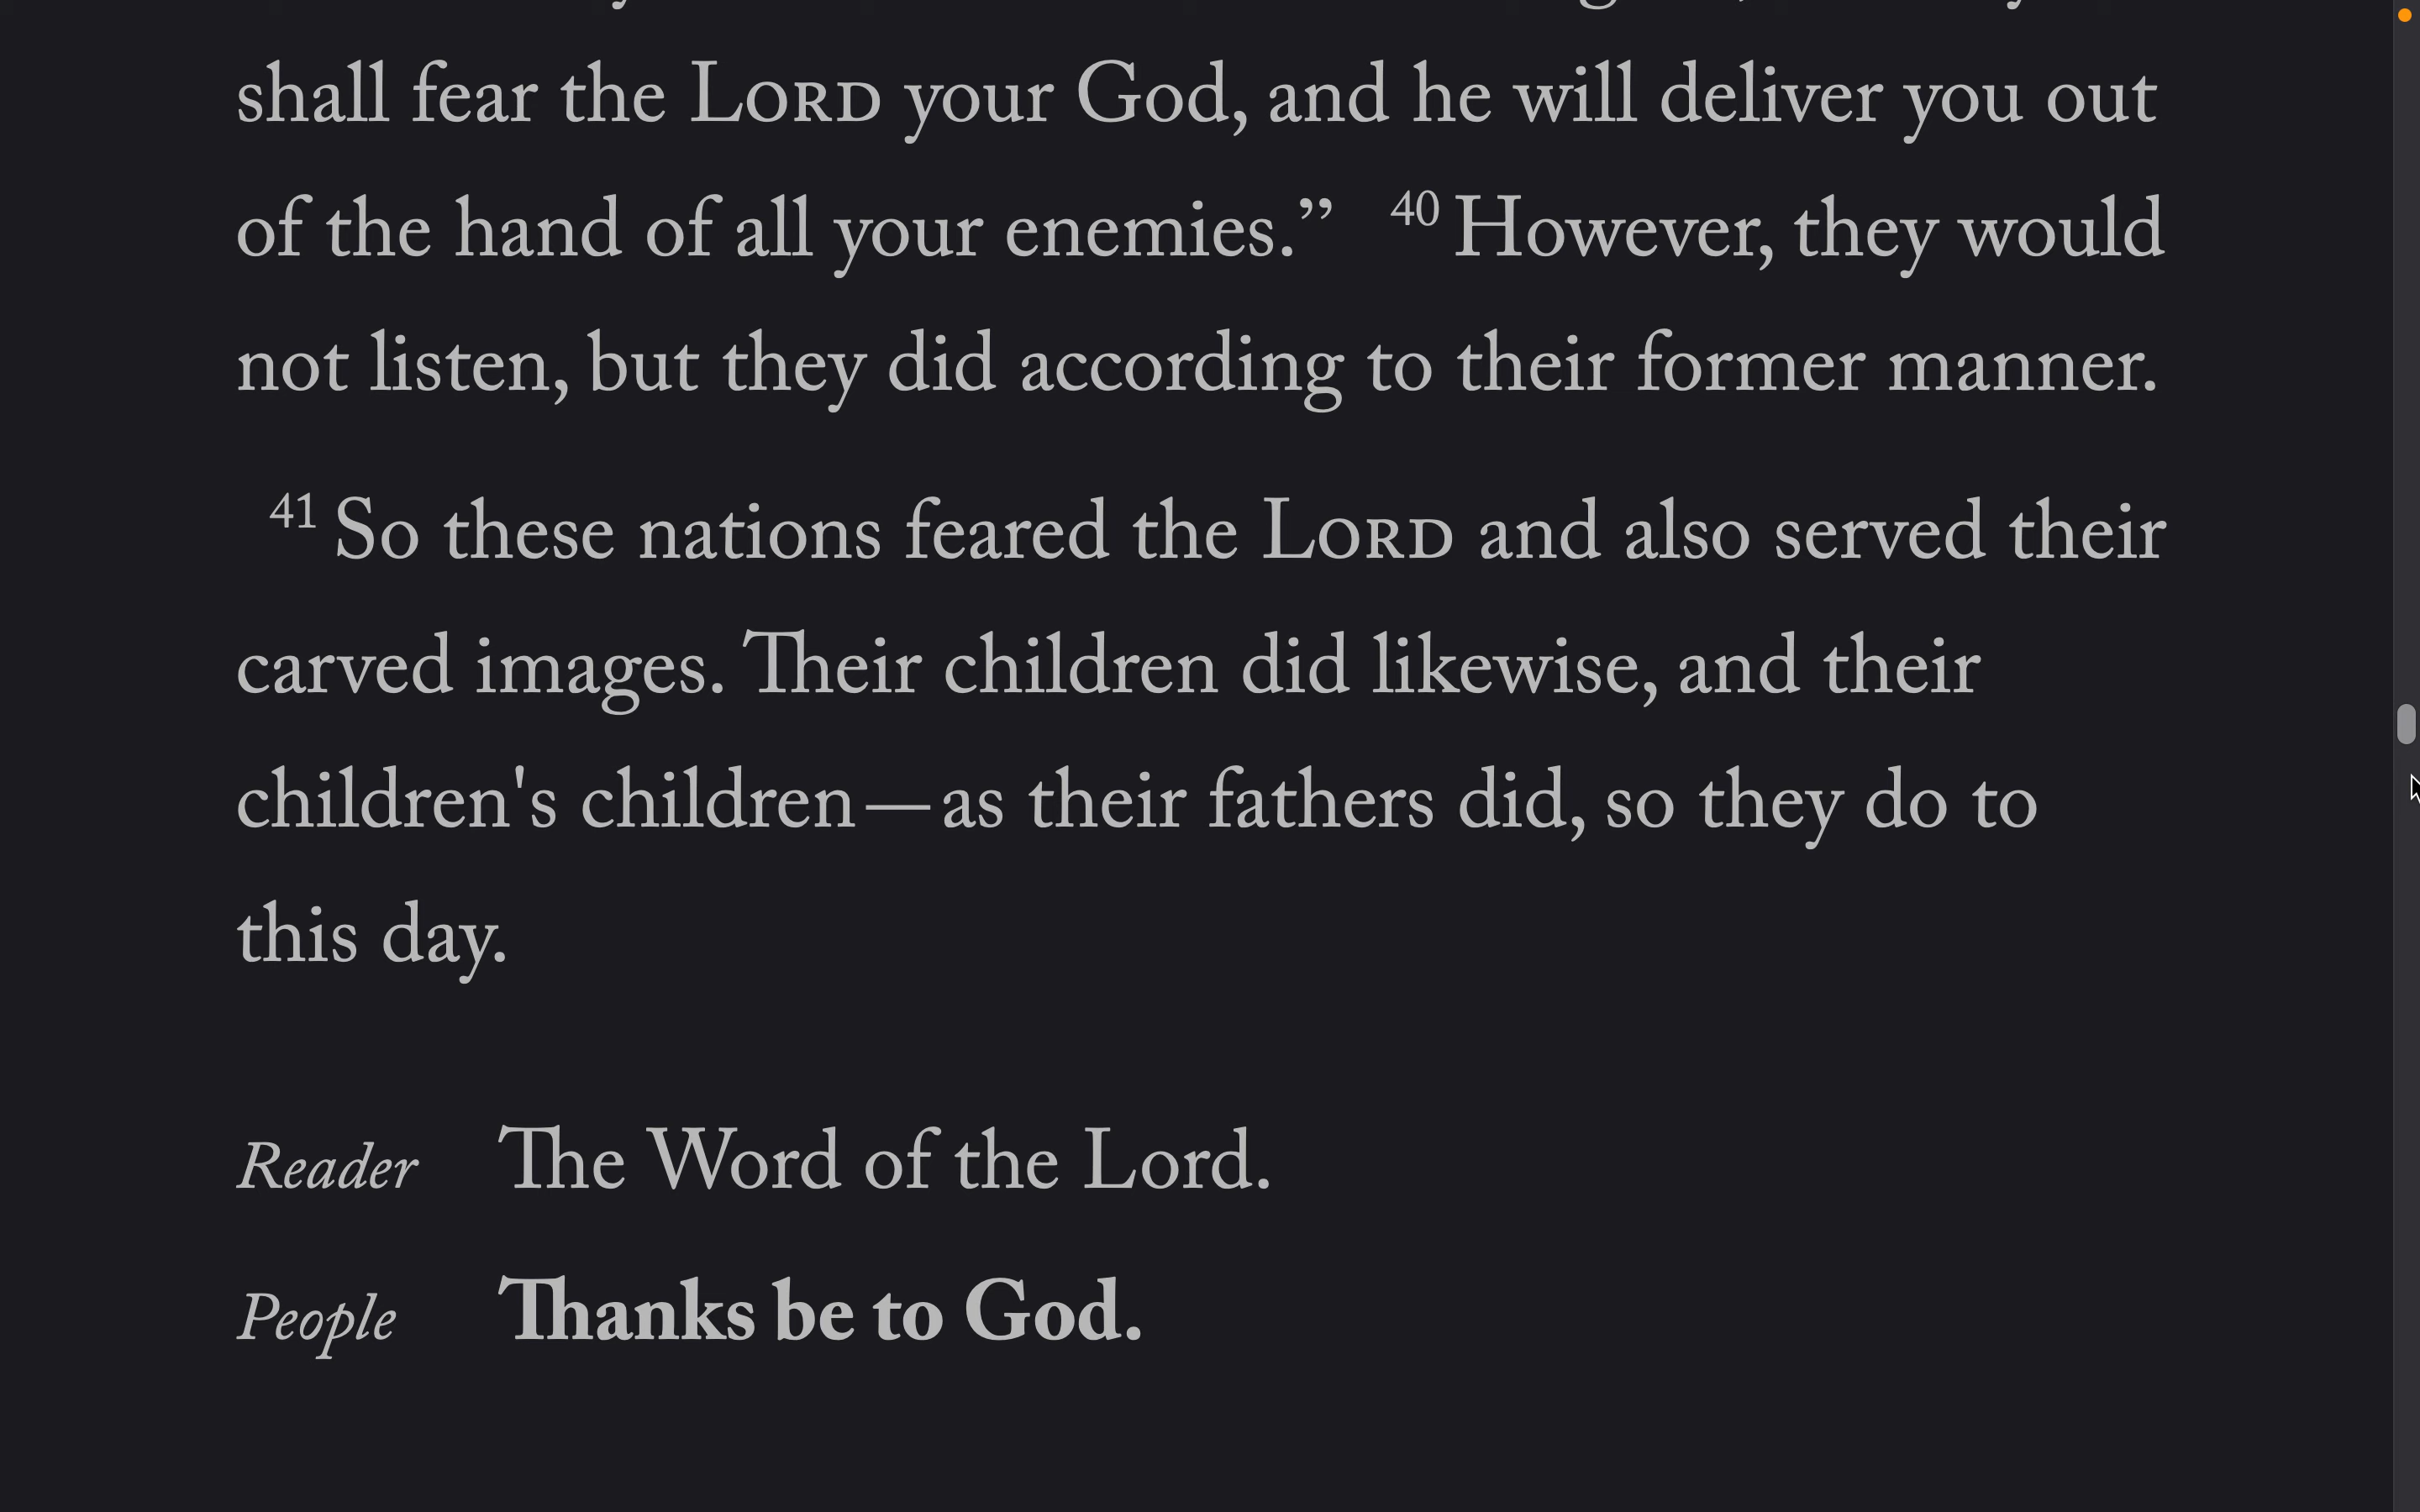 shall fear the LORD your God, and he will deliver you out
of the hand of all your enemies.” 40 However, they would
not listen, but they did according to their former manner.
41 So these nations feared the LORD and also served their
carved images. Their children did likewise, and their
children's children—as their fathers did, so they do to
this day.
Reader The Word of the Lord.
People Thanks be to God.